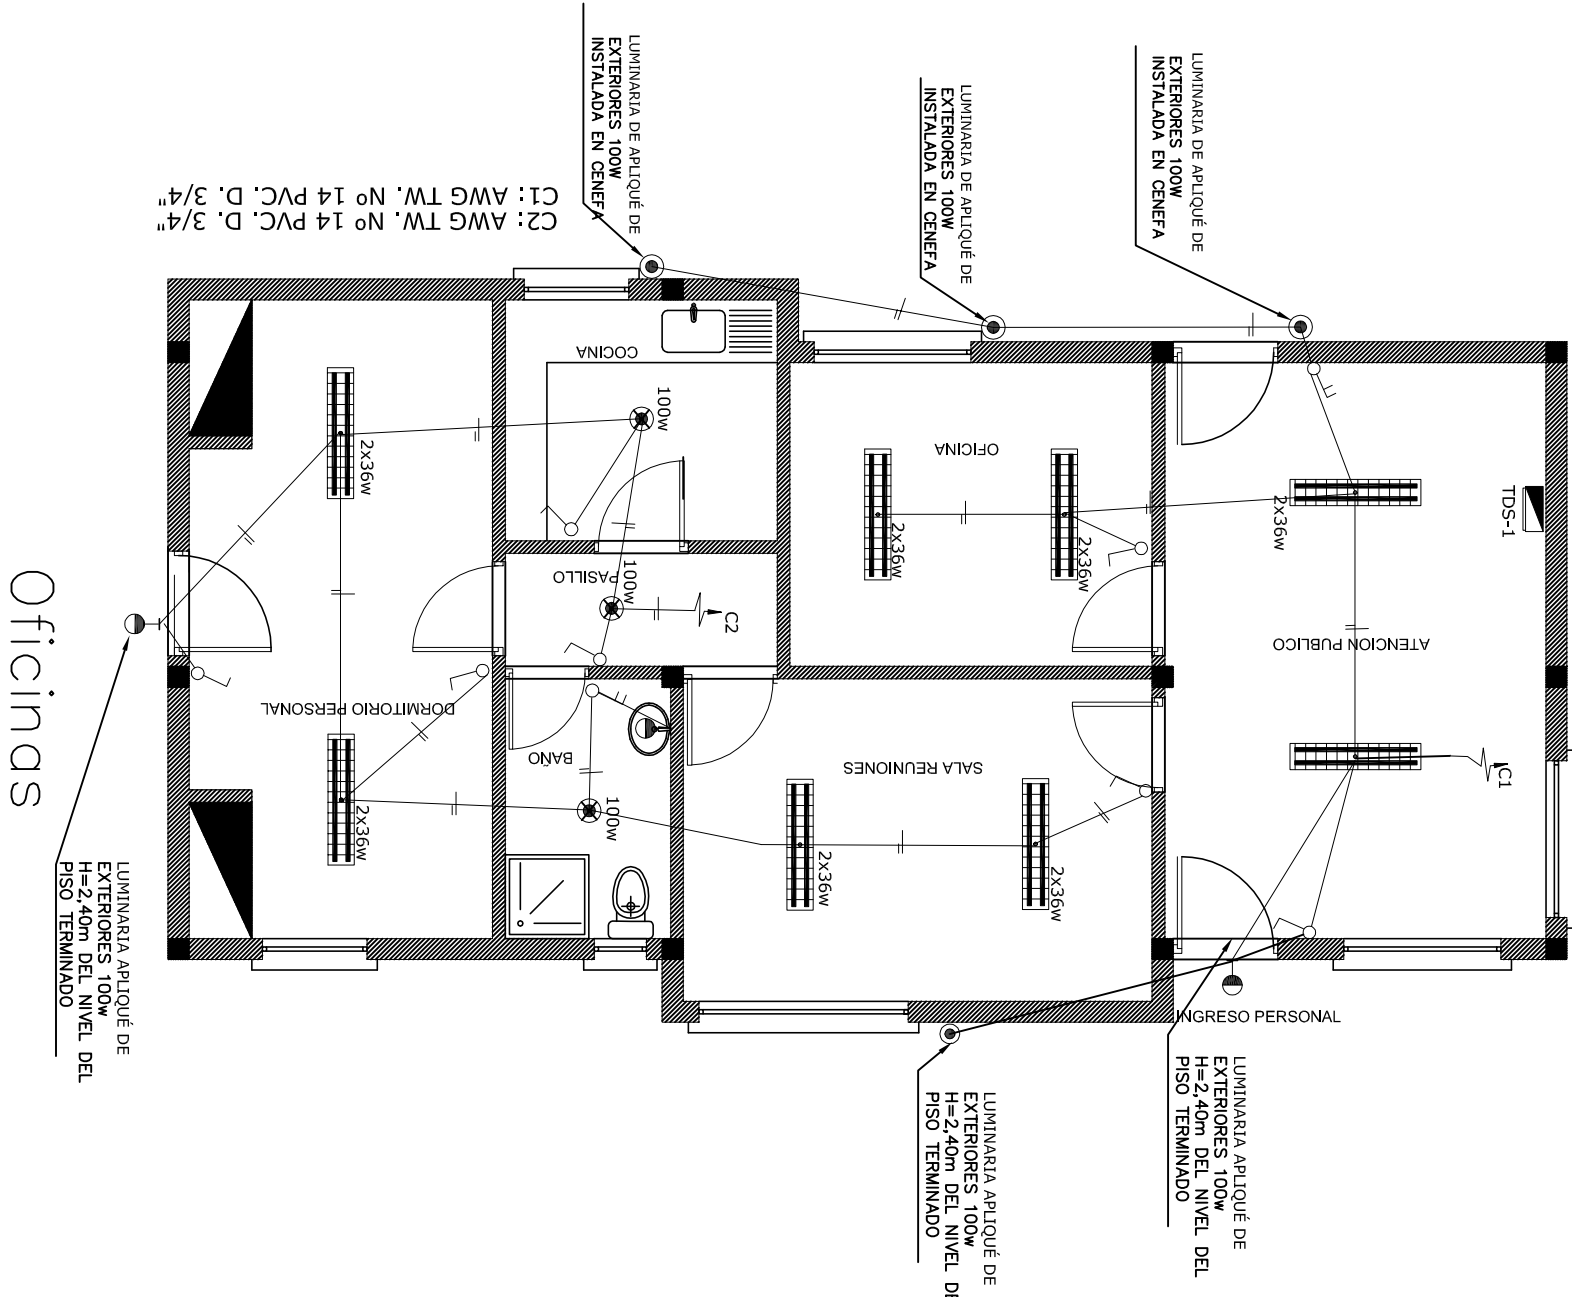 LUMINARIA DE APLIQUÉ DE
EXTERIORES 100W
INSTALADA EN CENEFA
LUMINARIA DE APLIQUÉ DE
EXTERIORES 100W
INSTALADA EN CENEFA
LUMINARIA DE APLIQUÉ DE
EXTERIORES 100W
INSTALADA EN CENEFA
C1: AWG TW. Nº 14 PVC. D. 3/4"
C2: AWG TW. Nº 14 PVC. D. 3/4"
COCINA
100w
2x36w
OFICINA
2x36w
2x36w
2x36w
TDS-1
PASILLO
100w
C2
ATENCION PUBLICO
DORMITORIO PERSONAL
BAÑO
100w
2x36w
SALA REUNIONES
2x36w
2x36w
C1
Oficinas
INGRESO PERSONAL
LUMINARIA APLIQUÉ DE
EXTERIORES 100w
H=2,40m DEL NIVEL DEL
PISO TERMINADO
LUMINARIA APLIQUÉ DE
EXTERIORES 100w
H=2,40m DEL NIVEL DE
PISO TERMINADO
LUMINARIA APLIQUÉ DE
EXTERIORES 100w
H=2,40m DEL NIVEL DEL
PISO TERMINADO